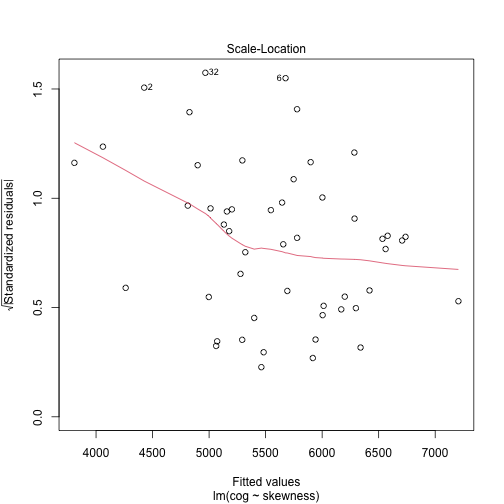 Scale-Location
√|Standardized residuals|
1.5
1.0
0.5
0.0
32
6
2
4000 4500 5000 5500 6000 6500 7000
Fitted values
lm(cog ~ skewness)